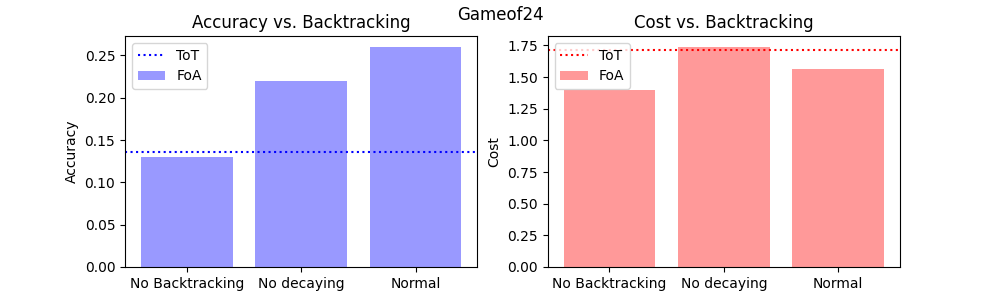 Gameof24
Accuracy vs. Backtracking
ToT
FoA
Accuracy
0.25
0.20
0.15
0.10
0.05
0.00
No Backtracking
No decaying
Normal
Cost vs. Backtracking
ToT
FoA
Cost
1.75
1.50
1.25
1.00
0.75
0.50
0.25
0.00
No Backtracking
No decaying
Normal